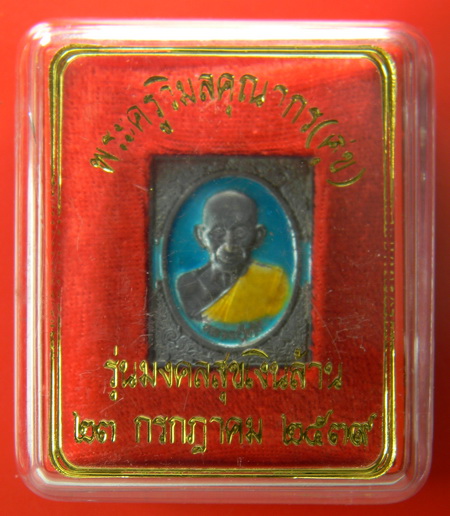 พระครูวิมลคุณากร(ศุข)
รุ่นมงคลสุขเงินล้าน
๒๓ กรกฎาคม ๒๕๓๙